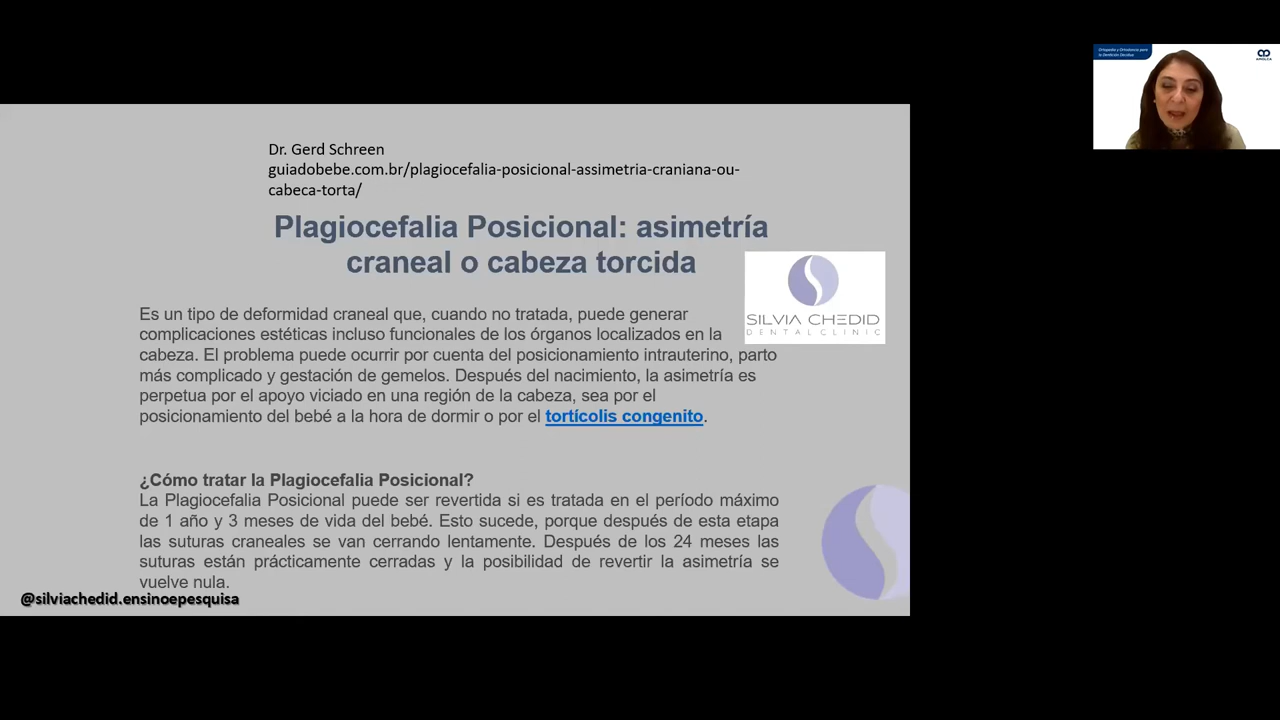 Ortopedia y Ortodoncia para
la Dentición Decidua
AMOLCA
Dr. Gerd Schreen
guiadobebe.com.br/plagiocefalia-posicional-assimetria-craniana-ou-
cabeca-torta/
Plagiocefalia Posicional: asimetría
craneal o cabeza torcida
SILVIA CHEDID
DENTAL CLINIC
Es un tipo de deformidad craneal que, cuando no tratada, puede generar
complicaciones estéticas incluso funcionales de los órganos localizados en la
cabeza. El problema puede ocurrir por cuenta del posicionamiento intrauterino, parto
más complicado y gestación de gemelos. Después del nacimiento, la asimetría es
perpetua por el apoyo viciado en una región de la cabeza, sea por el
posicionamiento del bebé a la hora de dormir o por el tortícolis congenito.
¿Cómo tratar la Plagiocefalia Posicional?
La Plagiocefalia Posicional puede ser revertida si es tratada en el período máximo
de 1 año y 3 meses de vida del bebé. Esto sucede, porque después de esta etapa
las suturas craneales se van cerrando lentamente. Después de los 24 meses las
suturas están prácticamente cerradas y la posibilidad de revertir la asimetría se
vuelve nula.
@silviachedid.ensinoepesquisa